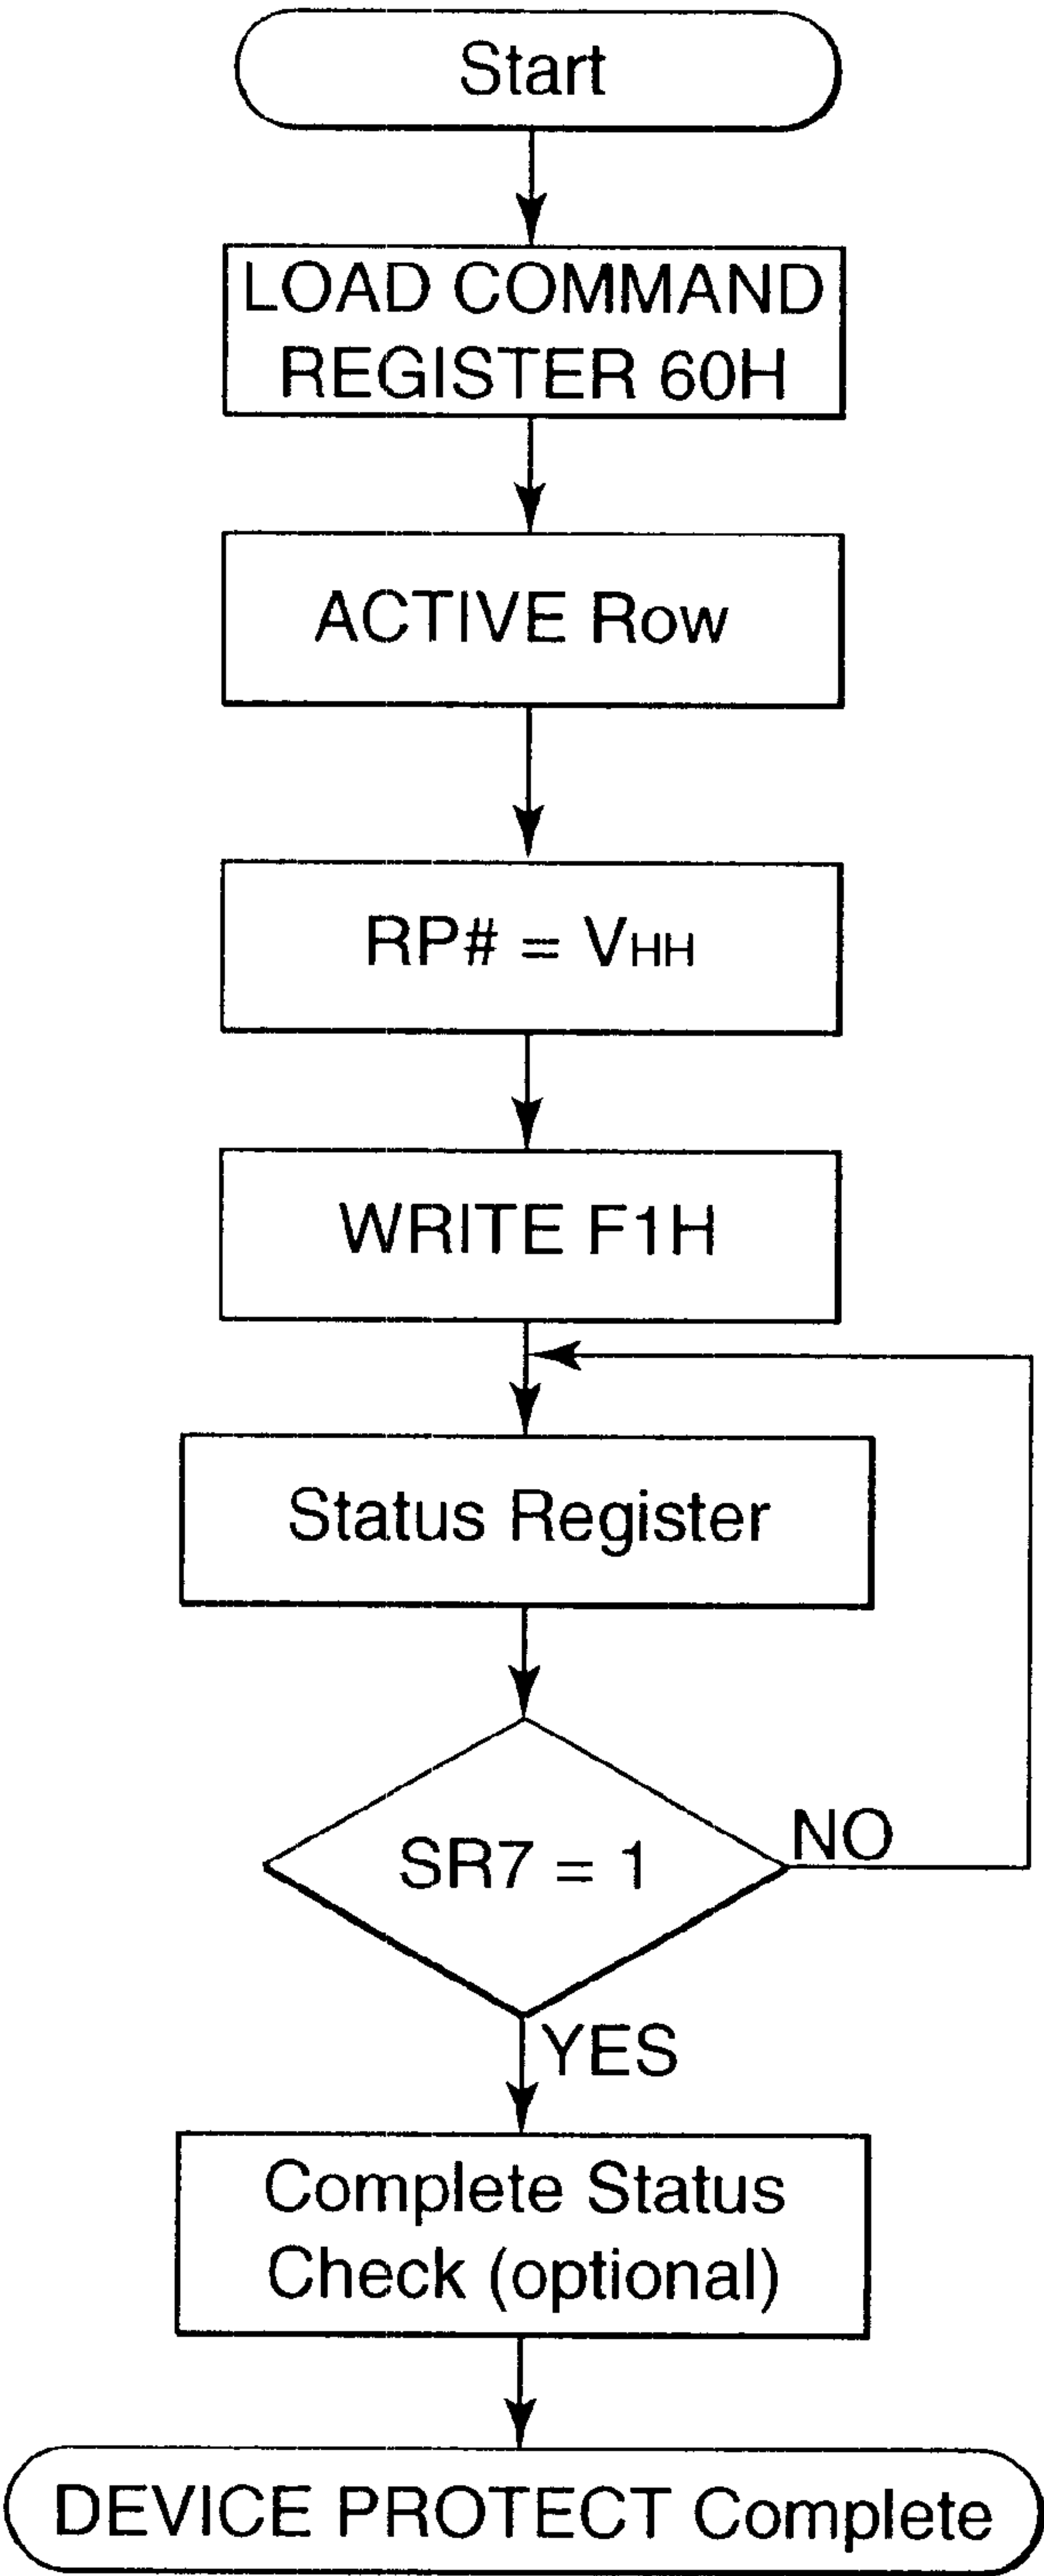 Start
LOAD COMMAND
REGISTER 60H
ACTIVE Row
RP# = VHH
WRITE F1H
Status Register
SR7 = 1
NO
YES
Complete Status
Check (optional)
DEVICE PROTECT Complete